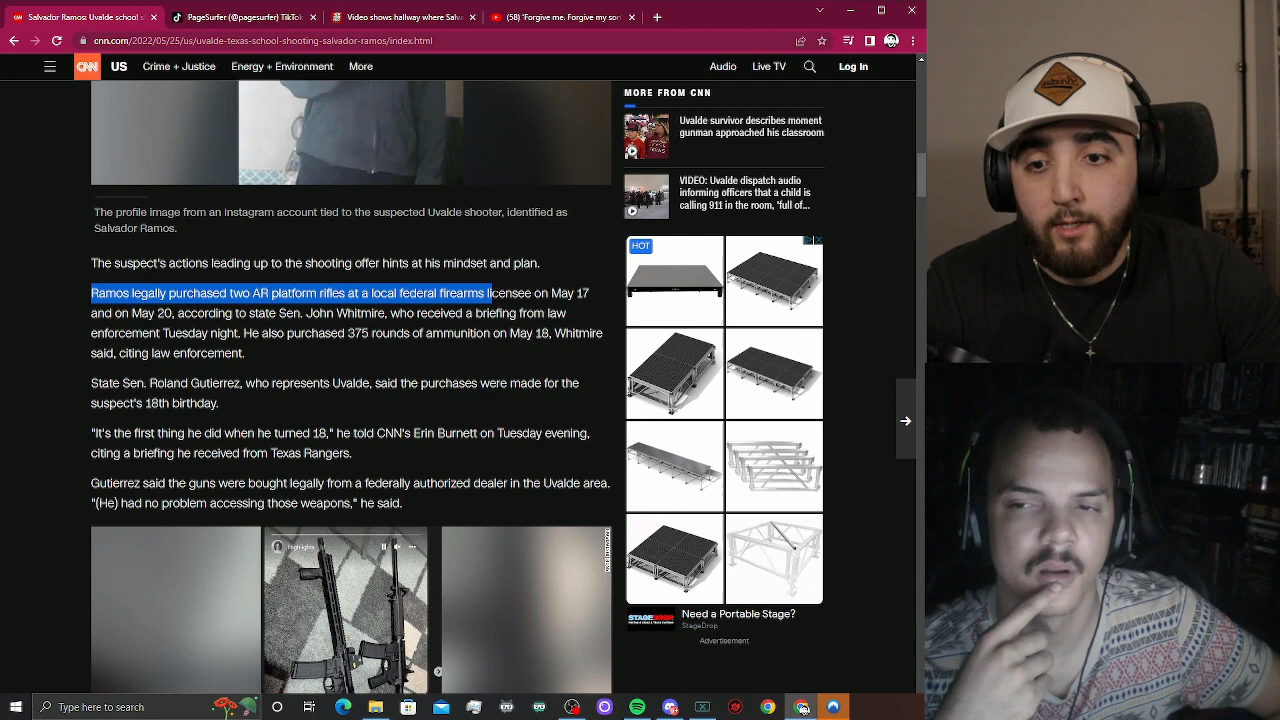 Salvador Ramos:
PageSurfer (@pagesurfer) TikTok
Video shows hallway where Salva
(58) 'Forgive me. Forgive my son
cnn.com/2022/05/25/us/uvalde-texas-school-shooting-salvador-ramos/index.html
CNN US Crime + Justice Energy + Environment More Audio Live TV Log In
MORE FROM CNN
Uvalde survivor describes moment
gunman approached his classroom
VIDEO: Uvalde dispatch audio
informing officers that a child is
calling 911 in the room, 'full of...
The profile image from an Instagram account tied to the suspected Uvalde shooter, identified as
Salvador Ramos.
The suspect's actions leading up to the shooting offer hints at his mindset and plan.
Ramos legally purchased two AR platform rifles at a local federal firearms licensee on May 17
and on May 20, according to state Sen. John Whitmire, who received a briefing from law
enforcement Tuesday night. He also purchased 375 rounds of ammunition on May 18, Whitmire
said, citing law enforcement.
State Sen. Roland Gutierrez, who represents Uvalde, said the purchases were made for the
suspect's 18th birthday.
"It's the first thing he did when he turned 18," he told CNN's Erin Burnett on Tuesday evening,
citing a briefing he received from Texas Rangers.
Gutierrez said the guns were bought legally from a federally authorized dealer in the Uvalde area.
"(He) had no problem accessing those weapons," he said.
Highlights
HOT
STAGEDROP
Need a Portable Stage?
StageDrop
Advertisement
Type here to search